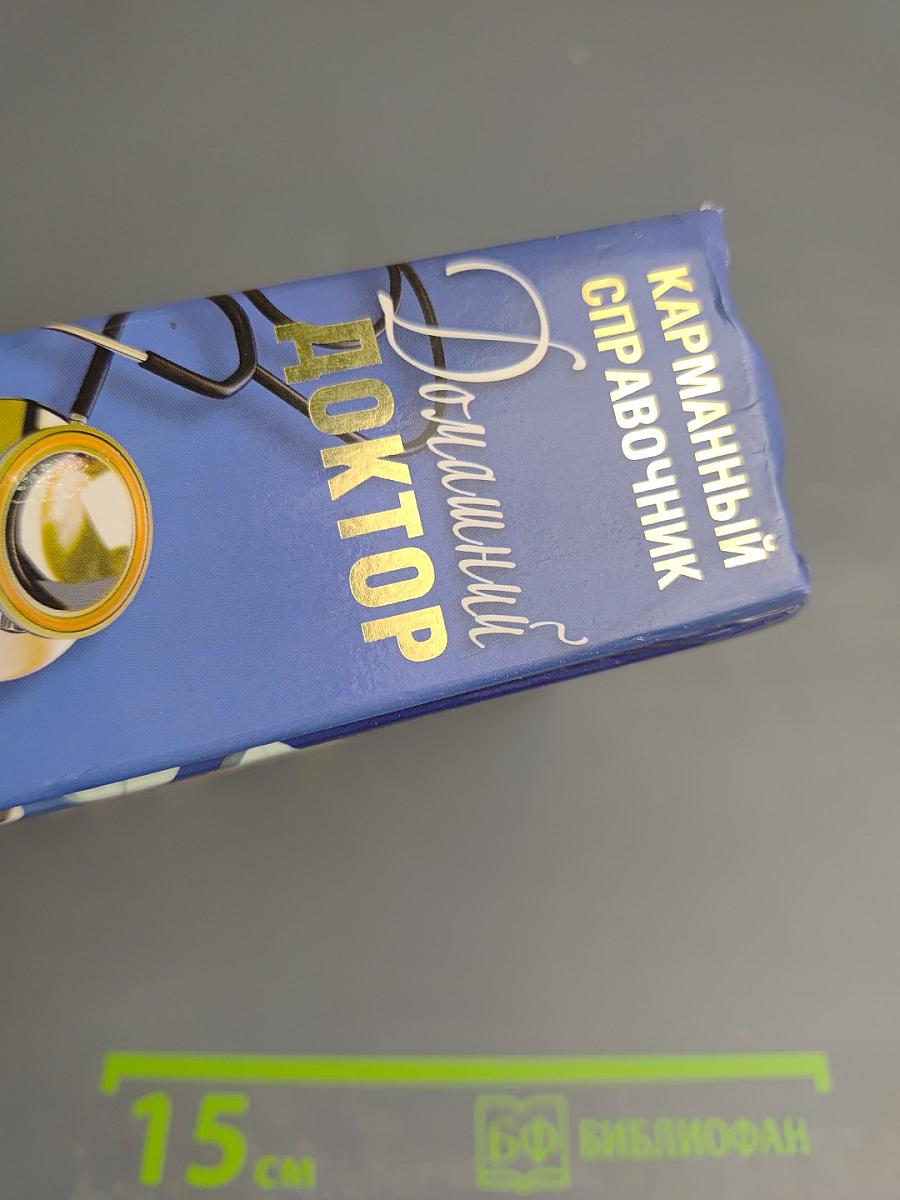 КАРМАННЫЙ
СПРАВОЧНИК
Домашний
ДОКТОР
15 см
БФ БИБЛИОФАН